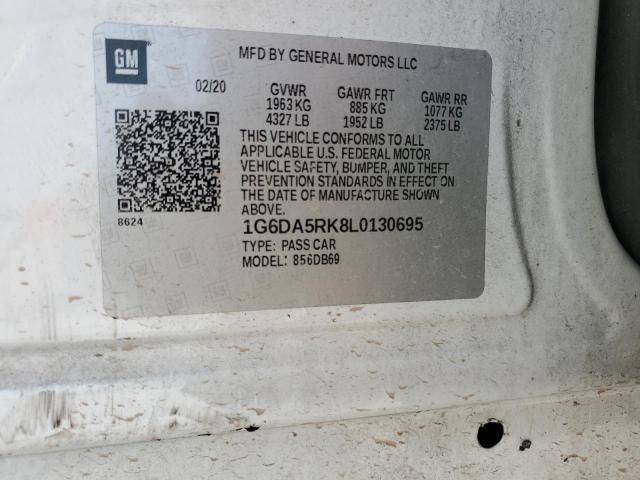 GM
MFD BY GENERAL MOTORS LLC
02/20 GVWR GAWR FRT GAWR RR
1963 KG 885 KG 1077 KG
4327 LB 1952 LB 2375 LB
THIS VEHICLE CONFORMS TO ALL
APPLICABLE U.S. FEDERAL MOTOR
VEHICLE SAFETY, BUMPER, AND THEFT
PREVENTION STANDARDS IN EFFECT ON
THE DATE OF MANUFACTURE SHOWN
ABOVE.
8624 1G6DA5RK8L0130695
TYPE: PASS CAR
MODEL: 856DB69